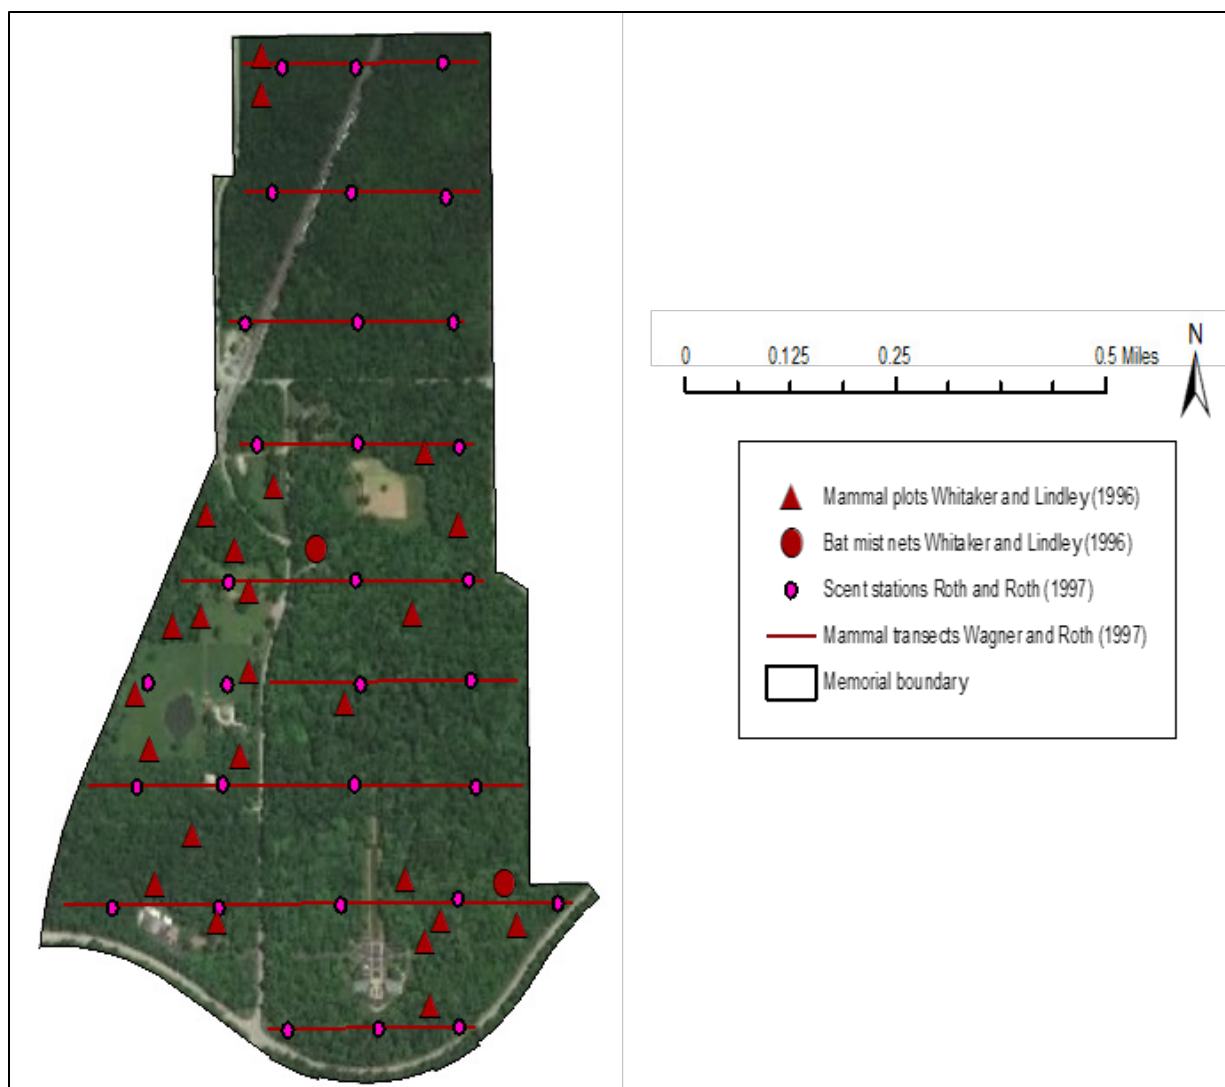 N
0 0.125 0.25 0.5 Miles
Mammal plots Whitaker and Lindley (1996)
Bat mist nets Whitaker and Lindley (1996)
Scent stations Roth and Roth (1997)
Mammal transects Wagner and Roth (1997)
Memorial boundary